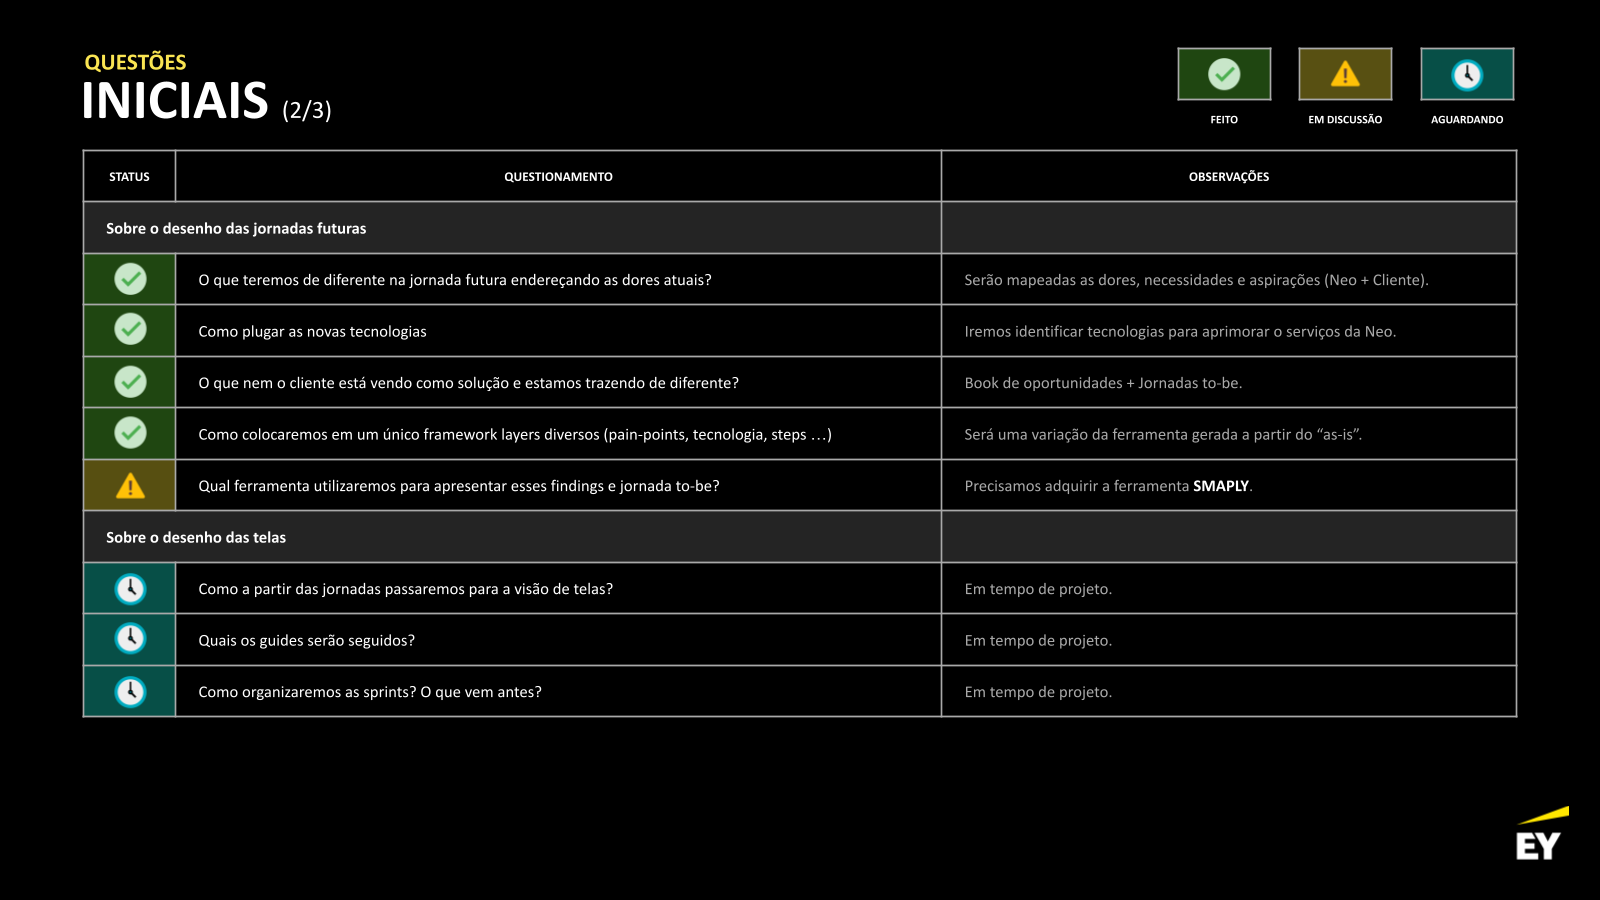 QUESTÕES
INICIAIS (2/3)
FEITO
EM DISCUSSÃO
AGUARDANDO
STATUS
QUESTIONAMENTO
OBSERVAÇÕES
Sobre o desenho das jornadas futuras
O que teremos de diferente na jornada futura endereçando as dores atuais?
Serão mapeadas as dores, necessidades e aspirações (Neo + Cliente).
Como plugar as novas tecnologias
Iremos identificar tecnologias para aprimorar o serviços da Neo.
O que nem o cliente está vendo como solução e estamos trazendo de diferente?
Book de oportunidades + Jornadas to-be.
Como colocaremos em um único framework layers diversos (pain-points, tecnologia, steps …)
Será uma variação da ferramenta gerada a partir do “as-is”.
Qual ferramenta utilizaremos para apresentar esses findings e jornada to-be?
Precisamos adquirir a ferramenta SMAPLY.
Sobre o desenho das telas
Como a partir das jornadas passaremos para a visão de telas?
Em tempo de projeto.
Quais os guides serão seguidos?
Em tempo de projeto.
Como organizaremos as sprints? O que vem antes?
Em tempo de projeto.
EY